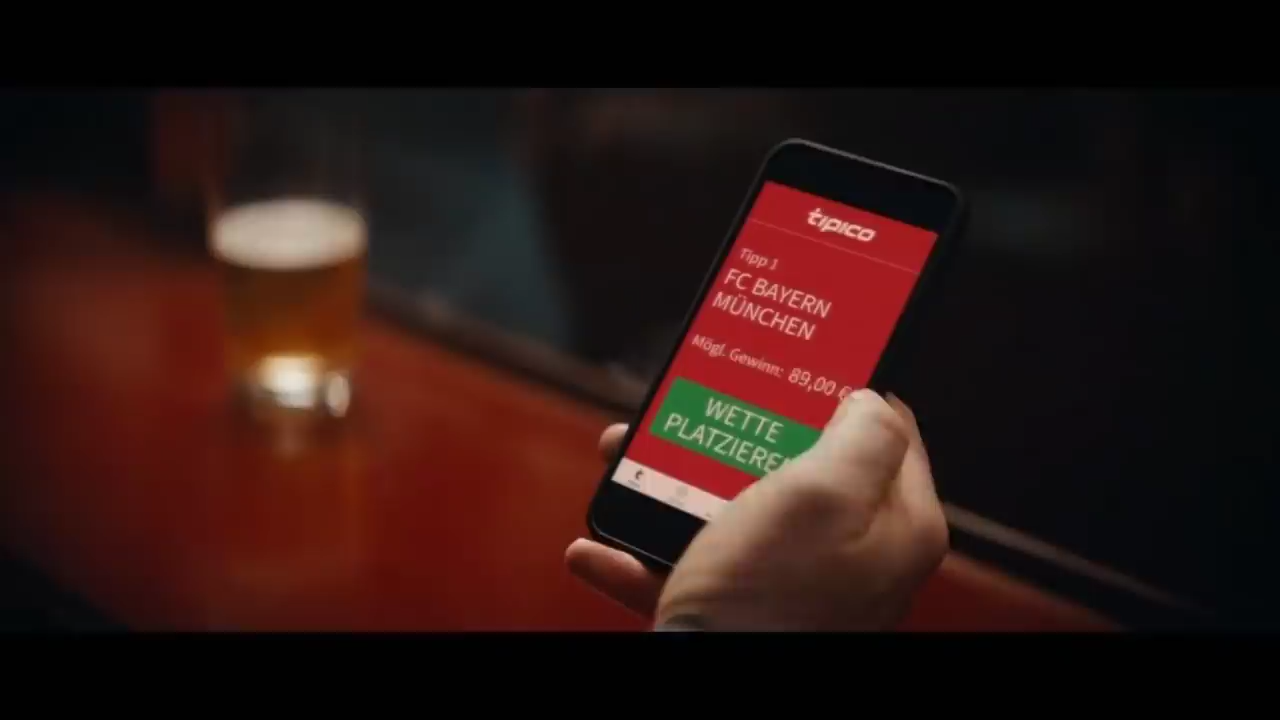 tipico
Tipp 1
FC BAYERN
MÜNCHEN
Mögl. Gewinn: 89,00 €
WETTE
PLATZIEREN